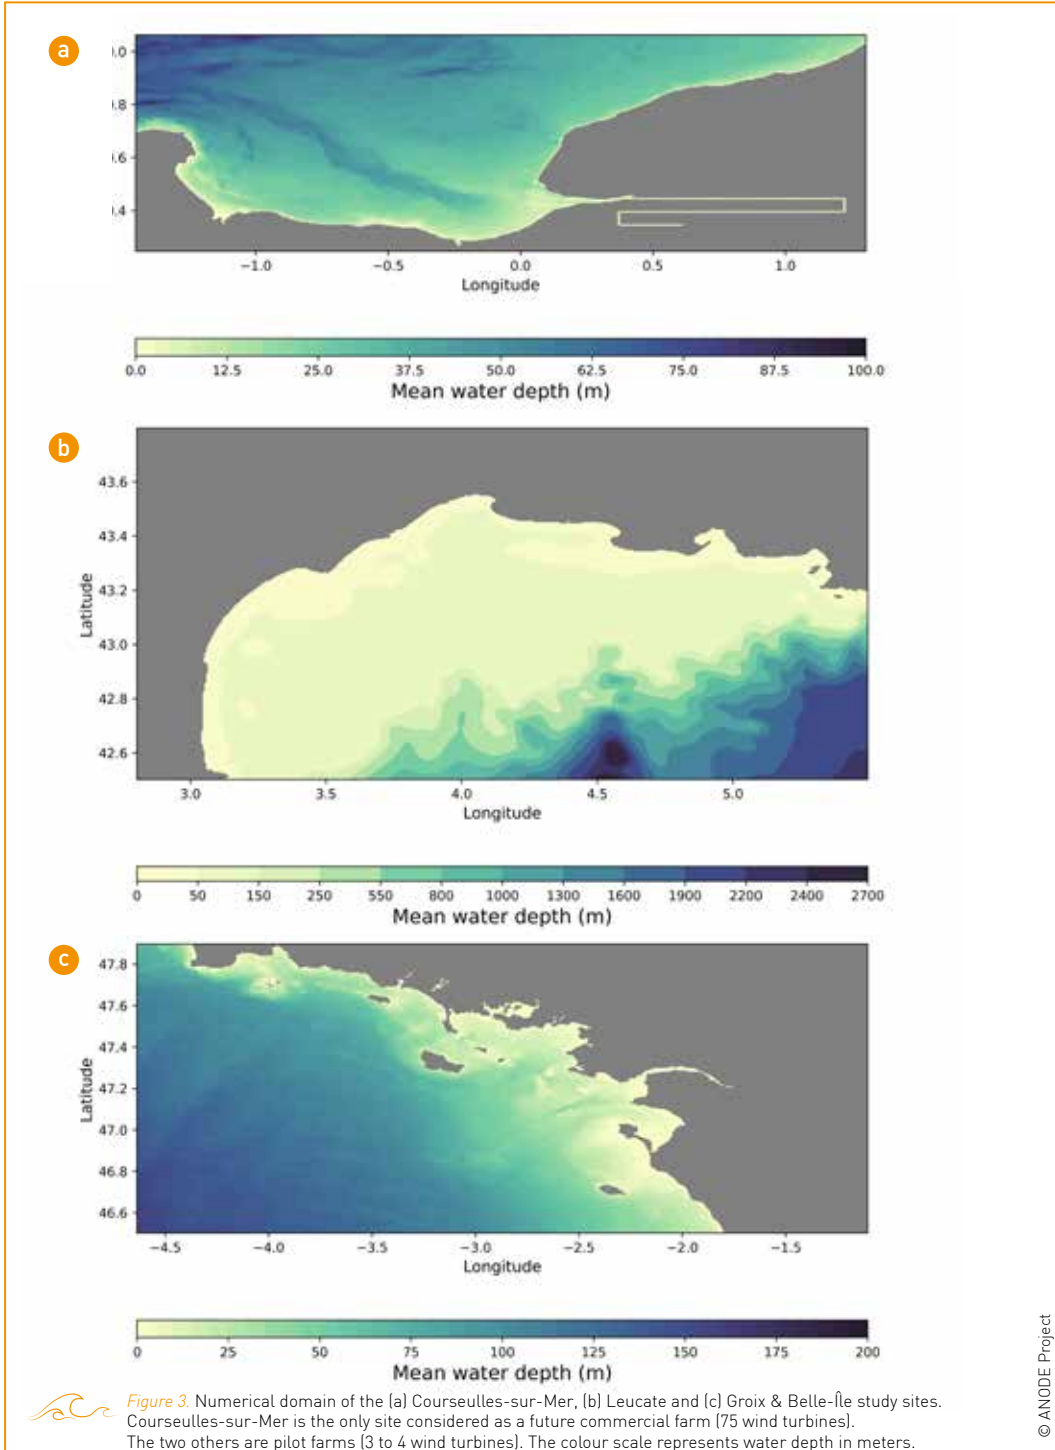 a
.0
.8
.6
.4
−1.0 −0.5 0.0 0.5 1.0
Longitude
0.0 12.5 25.0 37.5 50.0 62.5 75.0 87.5 100.0
Mean water depth (m)
b
43.6
43.4
43.2
43.0
42.8
42.6
Latitude
3.0 3.5 4.0 4.5 5.0
Longitude
0 50 150 250 550 800 1000 1300 1600 1900 2200 2400 2700
Mean water depth (m)
c
47.8
47.6
47.4
47.2
47.0
46.8
46.6
Latitude
−4.5 −4.0 −3.5 −3.0 −2.5 −2.0 −1.5
Longitude
0 25 50 75 100 125 150 175 200
Mean water depth (m)
Figure 3. Numerical domain of the (a) Courseulles-sur-Mer, (b) Leucate and (c) Groix & Belle-Île study sites.
Courseulles-sur-Mer is the only site considered as a future commercial farm (75 wind turbines).
The two others are pilot farms (3 to 4 wind turbines). The colour scale represents water depth in meters.
© ANODE Project